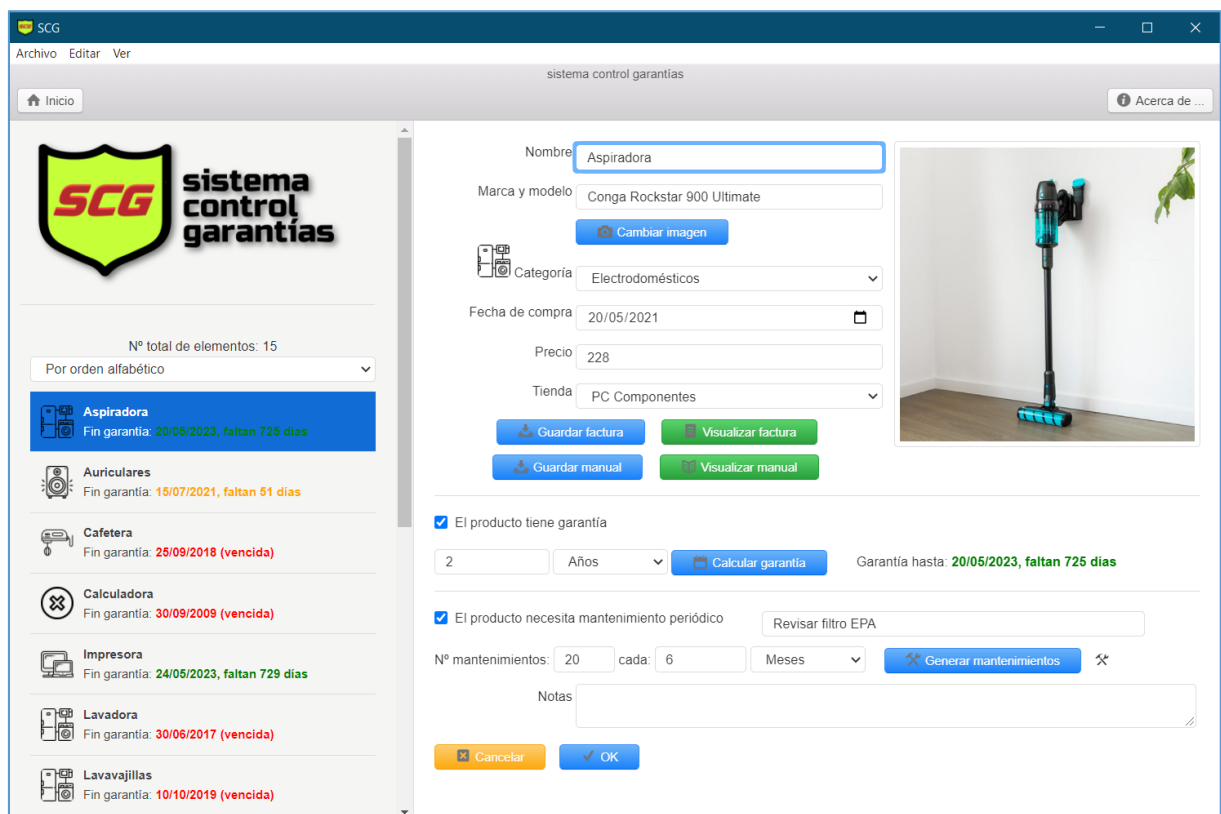 SCG
Archivo Editar Ver
sistema control garantías
Inicio
Acerca de ...
SCG
sistema
control
garantías
Nº total de elementos: 15
Por orden alfabético
Aspiradora
Fin garantía: 20/05/2023, faltan 725 dias
Auriculares
Fin garantía: 15/07/2021, faltan 51 dias
Cafetera
Fin garantía: 25/09/2018 (vencida)
Calculadora
Fin garantía: 30/09/2009 (vencida)
Impresora
Fin garantía: 24/05/2023, faltan 729 dias
Lavadora
Fin garantía: 30/06/2017 (vencida)
Lavavajillas
Fin garantía: 10/10/2019 (vencida)
Nombre Aspiradora
Marca y modelo Conga Rockstar 900 Ultimate
Cambiar imagen
Categoría Electrodomésticos
Fecha de compra 20/05/2021
Precio 228
Tienda PC Componentes
Guardar factura Visualizar factura
Guardar manual Visualizar manual
El producto tiene garantía
2 Años Calcular garantía Garantía hasta: 20/05/2023, faltan 725 dias
El producto necesita mantenimiento periódico Revisar filtro EPA
Nº mantenimientos: 20 cada: 6 Meses Generar mantenimientos
Notas
Cancelar OK